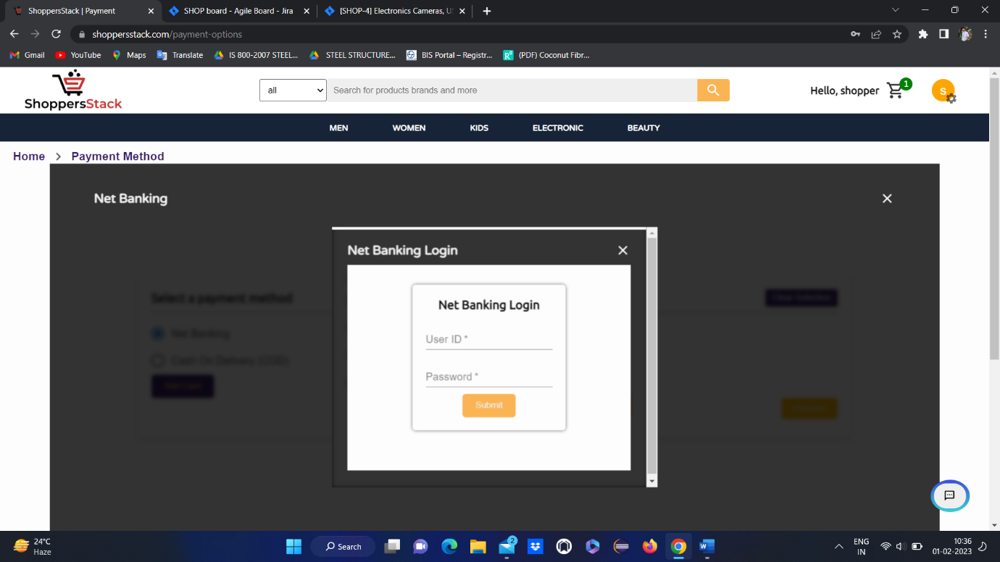 ShoppersStack | Payment
SHOP board - Agile Board - Jira
[SHOP-4] Electronics Cameras, U
shoppersstack.com/payment-options
Gmail
YouTube
Maps
Translate
IS 800-2007 STEEL...
STEEL STRUCTURE...
BIS Portal – Registr...
(PDF) Coconut Fibr...
ShoppersStack
all
Search for products brands and more
Hello, shopper
1
S
MEN
WOMEN
KIDS
ELECTRONIC
BEAUTY
Home
Payment Method
Net Banking
Net Banking Login
Net Banking Login
User ID *
Password *
Submit
Select a payment method
Clear Selection
Net Banking
Cash On Delivery (COD)
24°C
Haze
Search
2
ENG
IN
10:36
01-02-2023